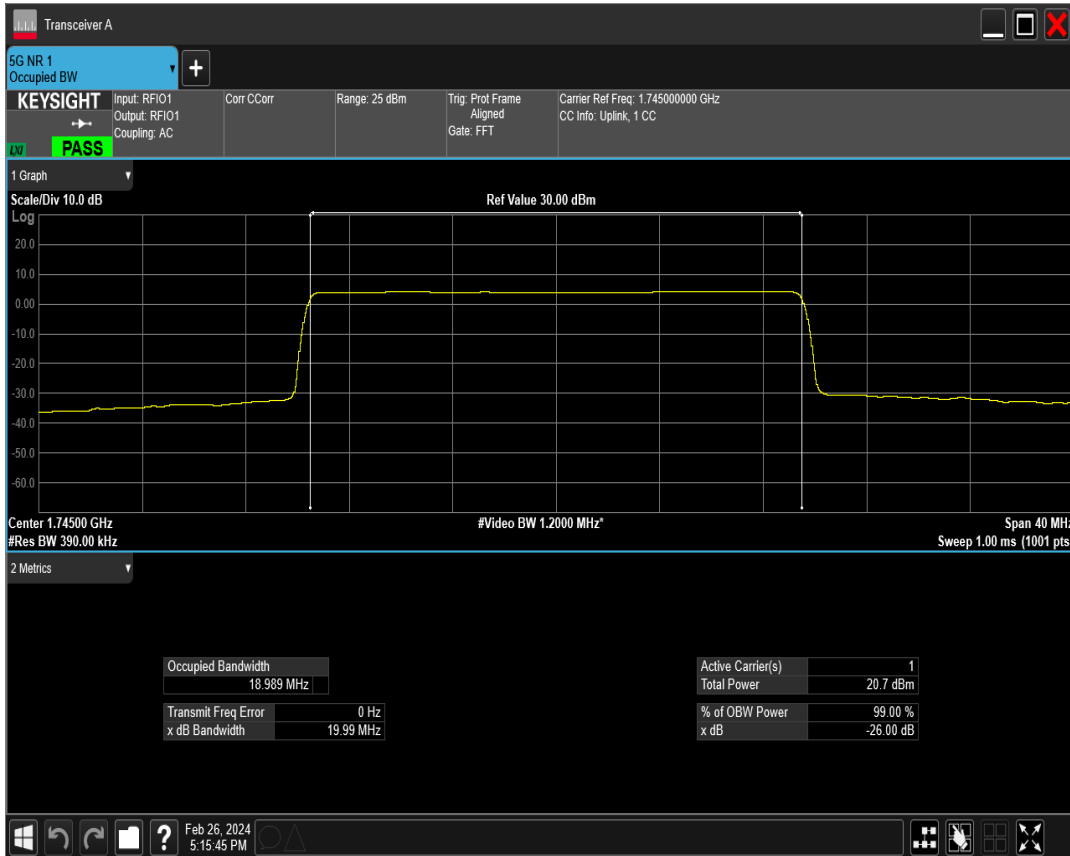 Transceiver A
5G NR 1
Occupied BW
+
KEYSIGHT
LXI
PASS
Input: RFIO1
Output: RFIO1
Coupling: AC
Corr CCorr
Range: 25 dBm
Trig: Prot Frame
Aligned
Gate: FFT
Carrier Ref Freq: 1.745000000 GHz
CC Info: Uplink, 1 CC
1 Graph
Scale/Div 10.0 dB
Ref Value 30.00 dBm
Log
20.0
10.0
0.00
-10.0
-20.0
-30.0
-40.0
-50.0
-60.0
Center 1.74500 GHz
#Video BW 1.2000 MHz*
Span 40 MHz
#Res BW 390.00 kHz
Sweep 1.00 ms (1001 pts
2 Metrics
Occupied Bandwidth
18.989 MHz
Transmit Freq Error 0 Hz
x dB Bandwidth 19.99 MHz
Active Carrier(s) 1
Total Power 20.7 dBm
% of OBW Power 99.00 %
x dB -26.00 dB
?
Feb 26, 2024
5:15:45 PM